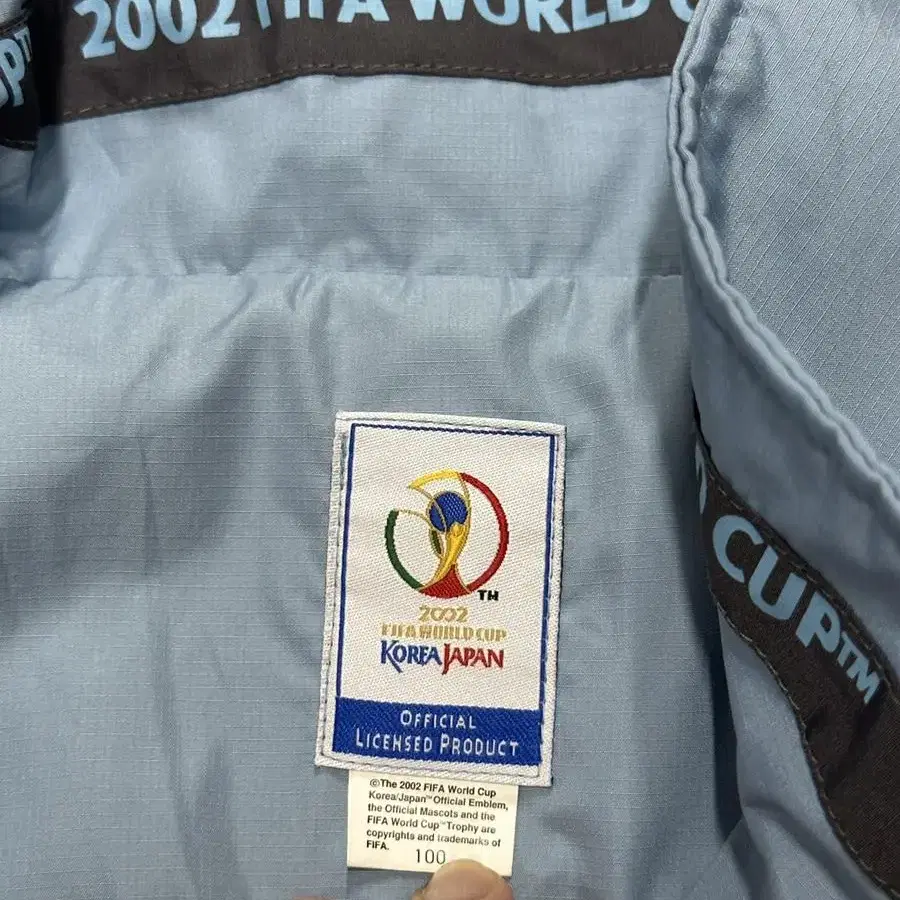 2002 FIFA WORLD CUP
CUP™
TM
2002
FIFA WORLD CUP
KOREA JAPAN
OFFICIAL
LICENSED PRODUCT
©The 2002 FIFA World Cup
Korea/Japan™ Official Emblem,
the Official Mascots and the
FIFA World Cup™ Trophy are
copyrights and trademarks of
FIFA.
100